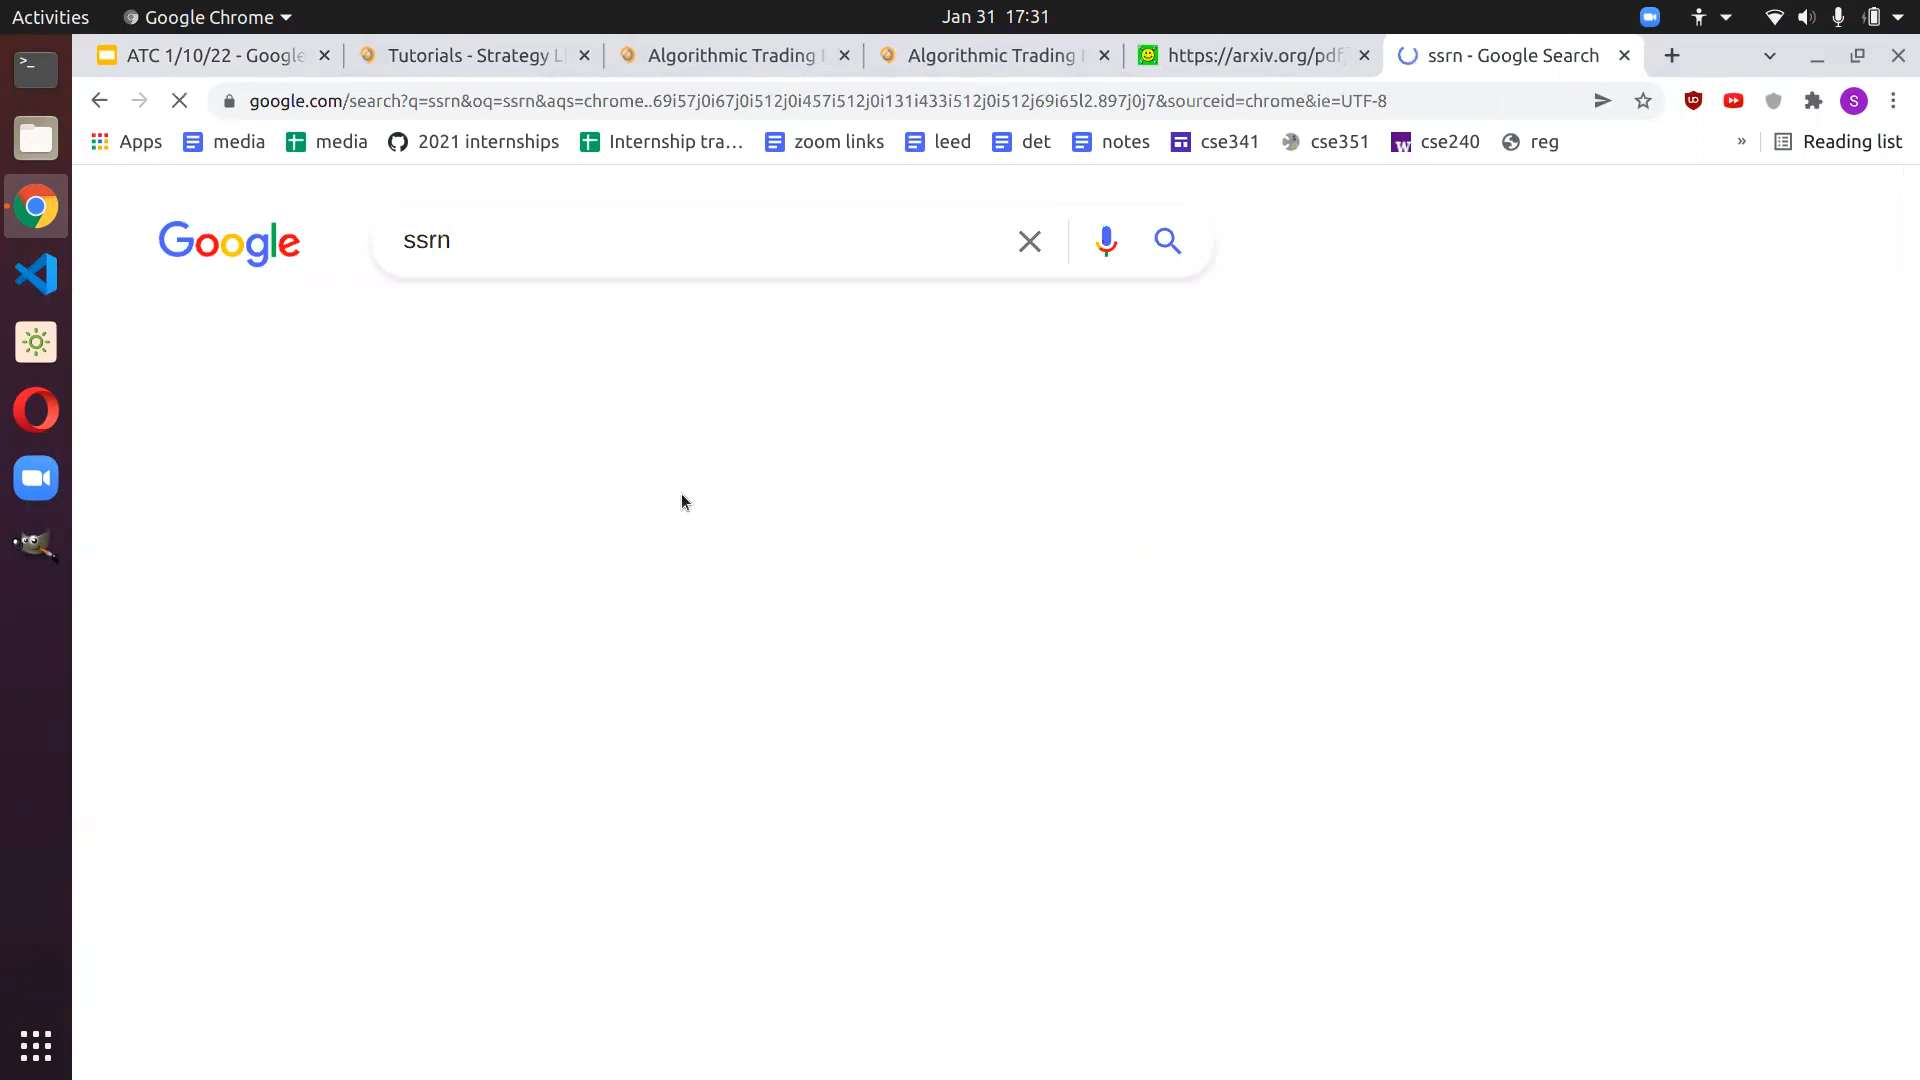 Activities Google Chrome Jan 31 17:31
ATC 1/10/22 - Google Tutorials - Strategy L Algorithmic Trading Algorithmic Trading https://arxiv.org/pdf/ ssrn - Google Search
google.com/search?q=ssrn&oq=ssrn&aqs=chrome..69i57j0i67j0i512j0i457i512j0i131i433i512j0i512j69i65l2.897j0j7&sourceid=chrome&ie=UTF-8 S
Apps media media 2021 internships Internship tra... zoom links leed det notes cse341 cse351 cse240 reg » Reading list
Google ssrn